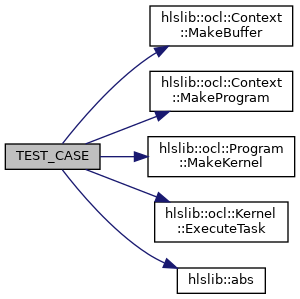 hlslib::ocl::Context
::MakeBuffer
hlslib::ocl::Context
::MakeProgram
TEST_CASE
hlslib::ocl::Program
::MakeKernel
hlslib::ocl::Kernel
::ExecuteTask
hlslib::abs